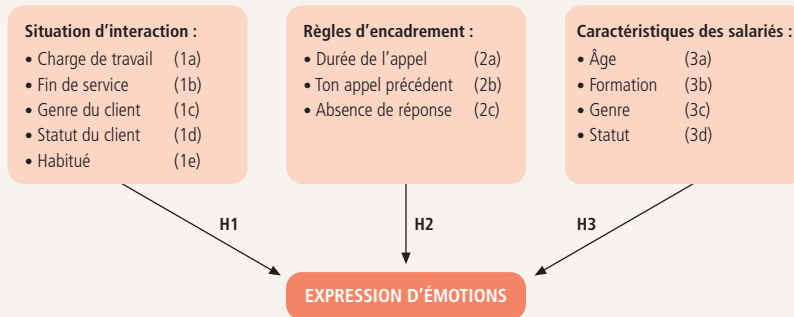 Situation d'interaction :
• Charge de travail (1a)
• Fin de service (1b)
• Genre du client (1c)
• Statut du client (1d)
• Habitué (1e)
Règles d'encadrement :
• Durée de l'appel (2a)
• Ton appel précédent (2b)
• Absence de réponse (2c)
Caractéristiques des salariés :
• Âge (3a)
• Formation (3b)
• Genre (3c)
• Statut (3d)
H1
H2
H3
EXPRESSION D'ÉMOTIONS